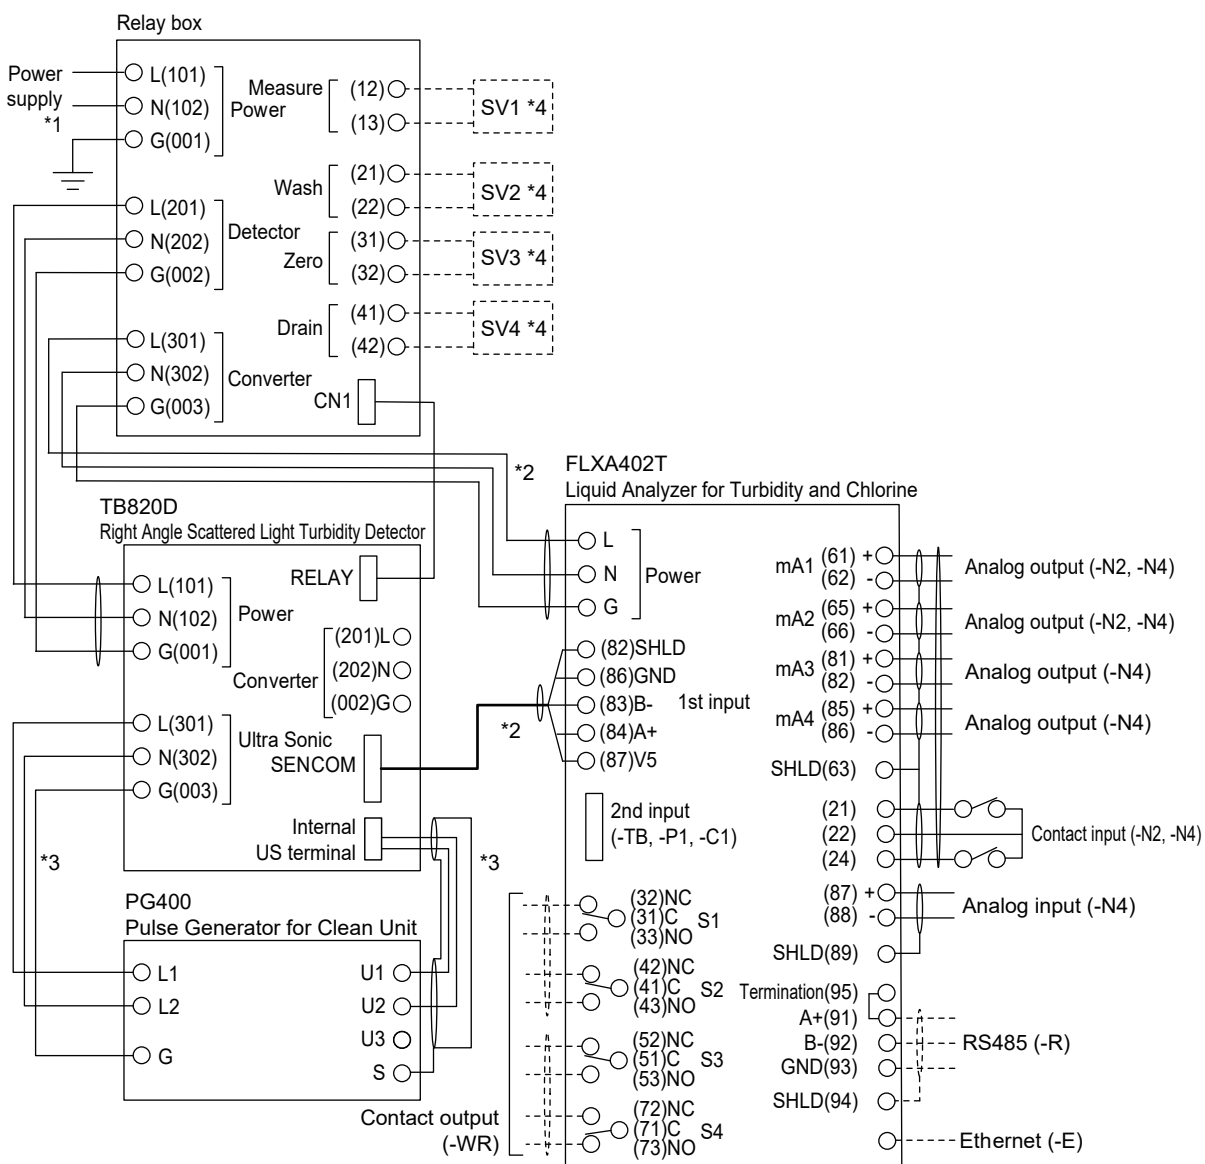 Relay box
Power
supply
*1
L(101)
N(102)
G(001)
Power
Measure
(12)
(13)
SV1 *4
Wash
(21)
(22)
SV2 *4
L(201)
N(202)
G(002)
Detector
Zero
(31)
(32)
SV3 *4
Drain
(41)
(42)
SV4 *4
L(301)
N(302)
G(003)
Converter
CN1
*2
TB820D
Right Angle Scattered Light Turbidity Detector
L(101)
N(102)
G(001)
Power
RELAY
Converter
(201)L
(202)N
(002)G
L(301)
N(302)
G(003)
Ultra Sonic
SENCOM
*2
Internal
US terminal
*3
*3
PG400
Pulse Generator for Clean Unit
L1
L2
G
U1
U2
U3
S
FLXA402T
Liquid Analyzer for Turbidity and Chlorine
L
N
G
Power
(82)SHLD
(86)GND
(83)B-
(84)A+
(87)V5
1st input
2nd input
(-TB, -P1, -C1)
(32)NC
(31)C
(33)NO
S1
(42)NC
(41)C
(43)NO
S2
(52)NC
(51)C
(53)NO
S3
(72)NC
(71)C
(73)NO
S4
Contact output
(-WR)
mA1 (61) +
(62) -
Analog output (-N2, -N4)
mA2 (65) +
(66) -
Analog output (-N2, -N4)
mA3 (81) +
(82) -
Analog output (-N4)
mA4 (85) +
(86) -
Analog output (-N4)
SHLD(63)
(21)
(22)
(24)
Contact input (-N2, -N4)
(87) +
(88) -
Analog input (-N4)
SHLD(89)
Termination(95)
A+(91)
B-(92)
GND(93)
SHLD(94)
RS485 (-R)
Ethernet (-E)